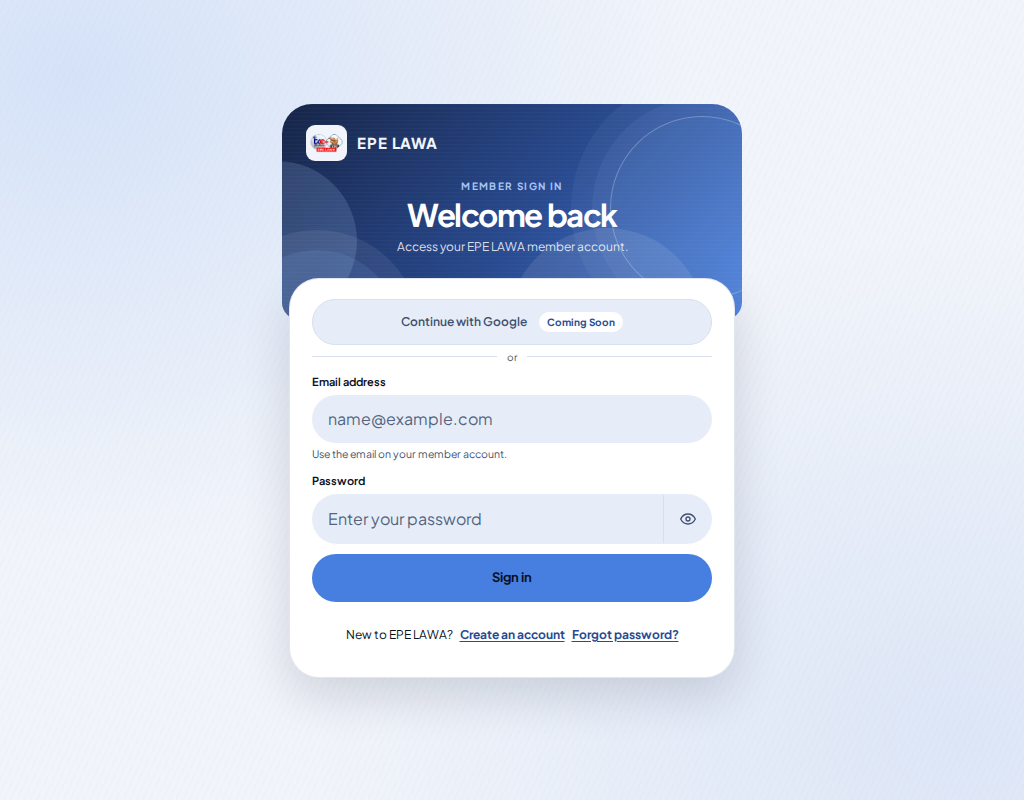 EPE LAWA
MEMBER SIGN IN
Welcome back
Access your EPE LAWA member account.
Continue with Google Coming Soon
or
Email address
name@example.com
Use the email on your member account.
Password
Enter your password
Sign in
New to EPE LAWA? Create an account Forgot password?